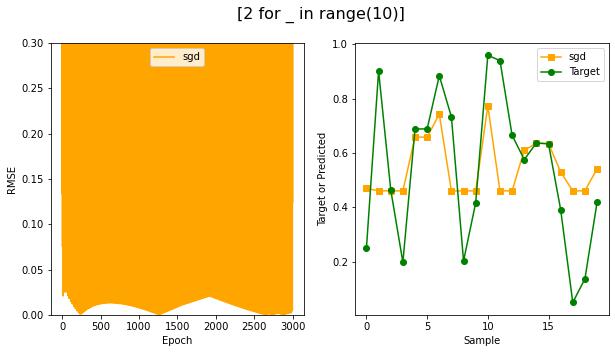 [2 for _ in range(10)]
sgd
RMSE
0.30
0.25
0.20
0.15
0.10
0.05
0.00
0
500
1000
1500
2000
2500
3000
Epoch
sgd
Target
Target or Predicted
1.0
0.8
0.6
0.4
0.2
0
5
10
15
Sample